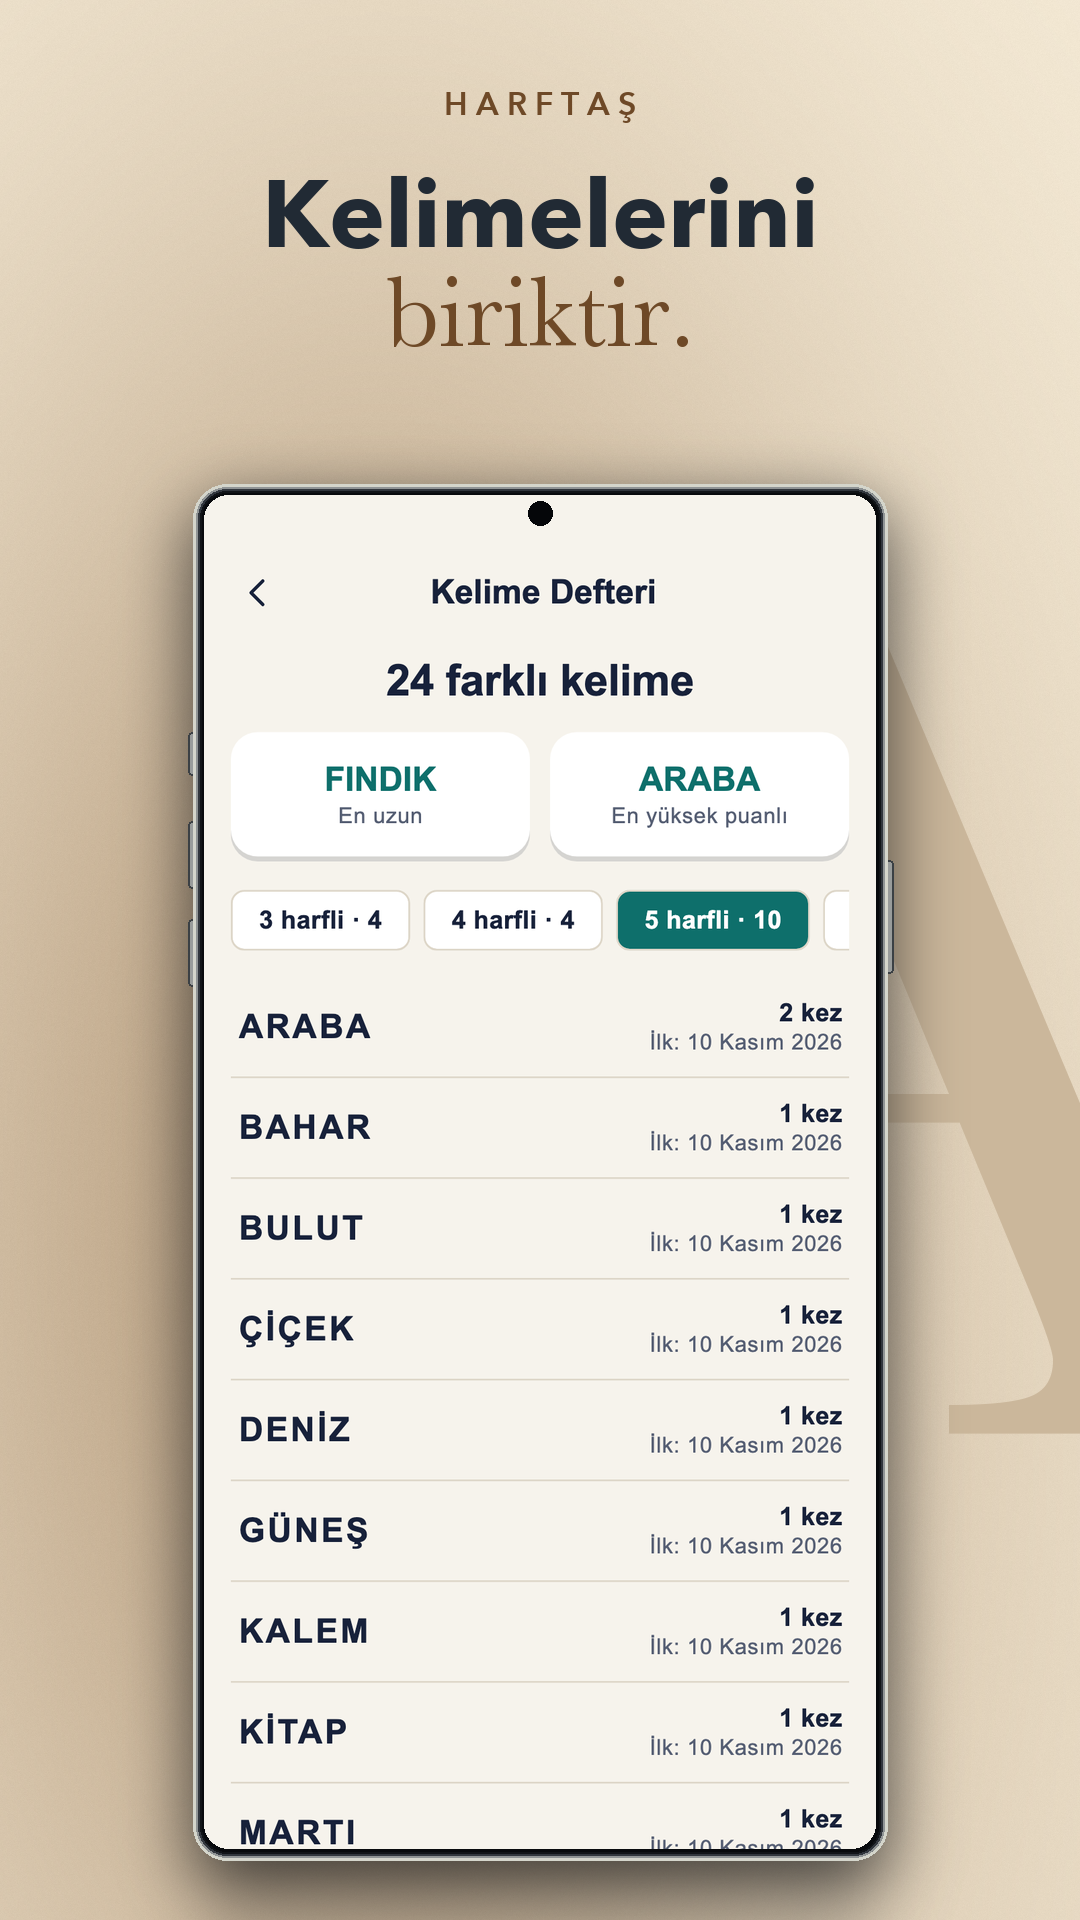 HARFTAŞ
Kelimelerini
biriktir.
Kelime Defteri
24 farklı kelime
FINDIK
En uzun
ARABA
En yüksek puanlı
3 harfli · 4
4 harfli · 4
5 harfli · 10
ARABA
2 kez
İlk: 10 Kasım 2026
BAHAR
1 kez
İlk: 10 Kasım 2026
BULUT
1 kez
İlk: 10 Kasım 2026
ÇİÇEK
1 kez
İlk: 10 Kasım 2026
DENİZ
1 kez
İlk: 10 Kasım 2026
GÜNEŞ
1 kez
İlk: 10 Kasım 2026
KALEM
1 kez
İlk: 10 Kasım 2026
KİTAP
1 kez
İlk: 10 Kasım 2026
MARTI
1 kez
İlk: 10 Kasım 2026
A